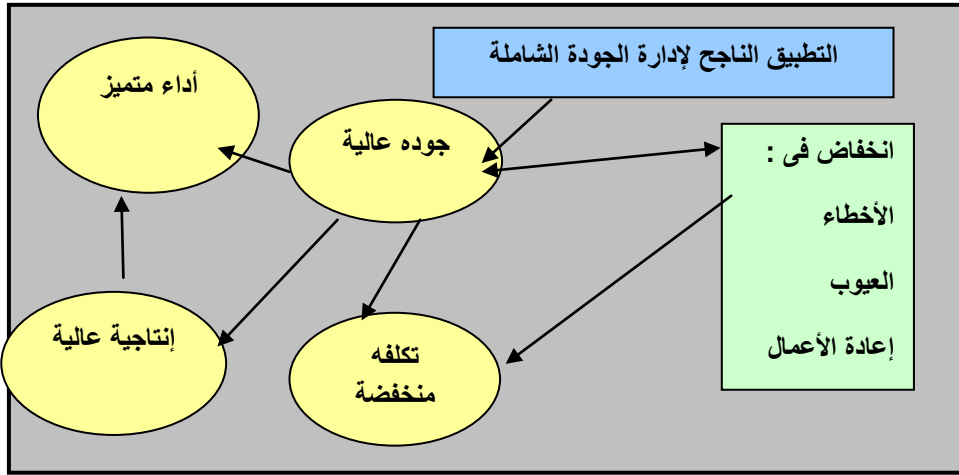 التطبيق الناجح لإدارة الجودة الشاملة
أداء متميز
جوده عالية
انخفاض فى :
الأخطاء
العيوب
إعادة الأعمال
إنتاجية عالية
تكلفه
منخفضة